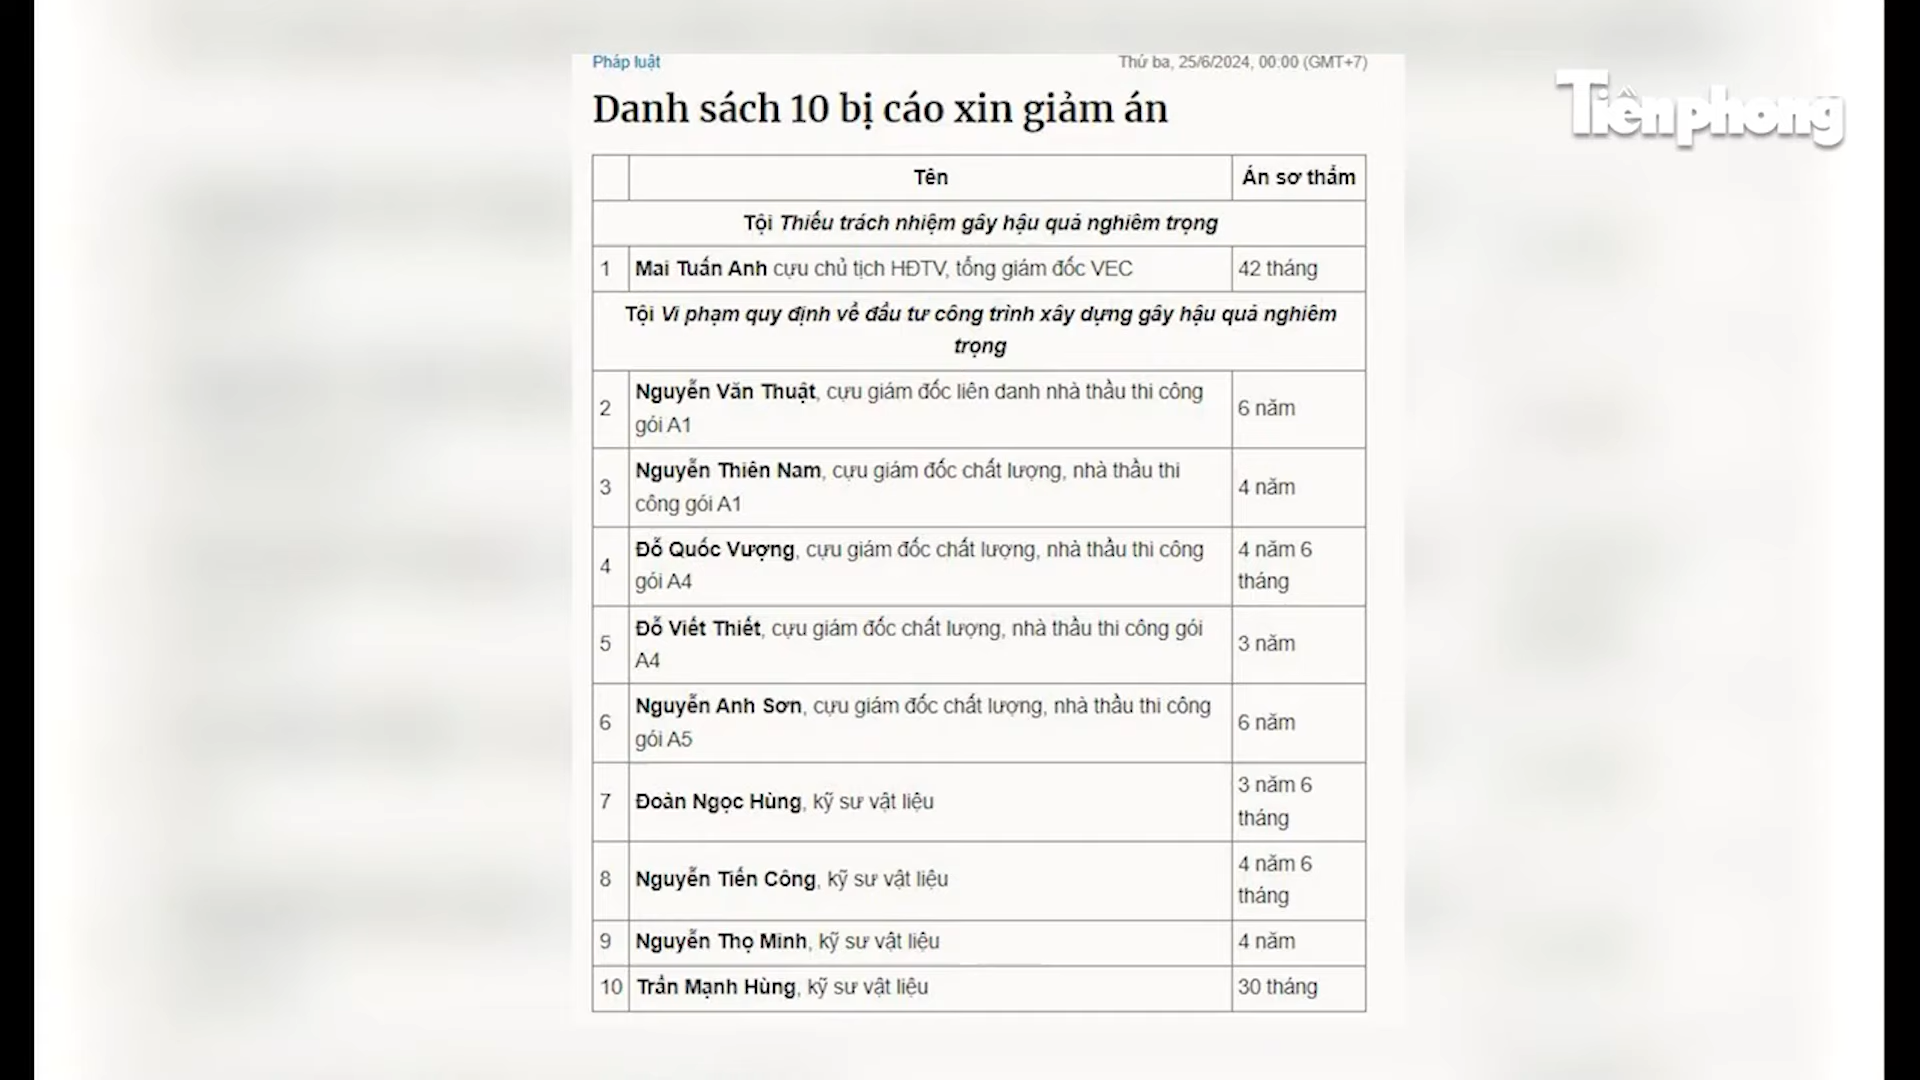 Pháp luật
Thứ ba, 25/6/2024, 00:00 (GMT+7)
Tiền phong
Danh sách 10 bị cáo xin giảm án
Tên
Án sơ thẩm
Tội Thiếu trách nhiệm gây hậu quả nghiêm trọng
1
Mai Tuấn Anh cựu chủ tịch HĐTV, tổng giám đốc VEC
42 tháng
Tội Vi phạm quy định về đầu tư công trình xây dựng gây hậu quả nghiêm
trọng
2
Nguyễn Văn Thuật, cựu giám đốc liên danh nhà thầu thi công
gói A1
6 năm
3
Nguyễn Thiên Nam, cựu giám đốc chất lượng, nhà thầu thi
công gói A1
4 năm
4
Đỗ Quốc Vượng, cựu giám đốc chất lượng, nhà thầu thi công
gói A4
4 năm 6
tháng
5
Đỗ Viết Thiết, cựu giám đốc chất lượng, nhà thầu thi công gói
A4
3 năm
6
Nguyễn Anh Sơn, cựu giám đốc chất lượng, nhà thầu thi công
gói A5
6 năm
7
Đoàn Ngọc Hùng, kỹ sư vật liệu
3 năm 6
tháng
8
Nguyễn Tiến Công, kỹ sư vật liệu
4 năm 6
tháng
9
Nguyễn Thọ Minh, kỹ sư vật liệu
4 năm
10
Trần Mạnh Hùng, kỹ sư vật liệu
30 tháng